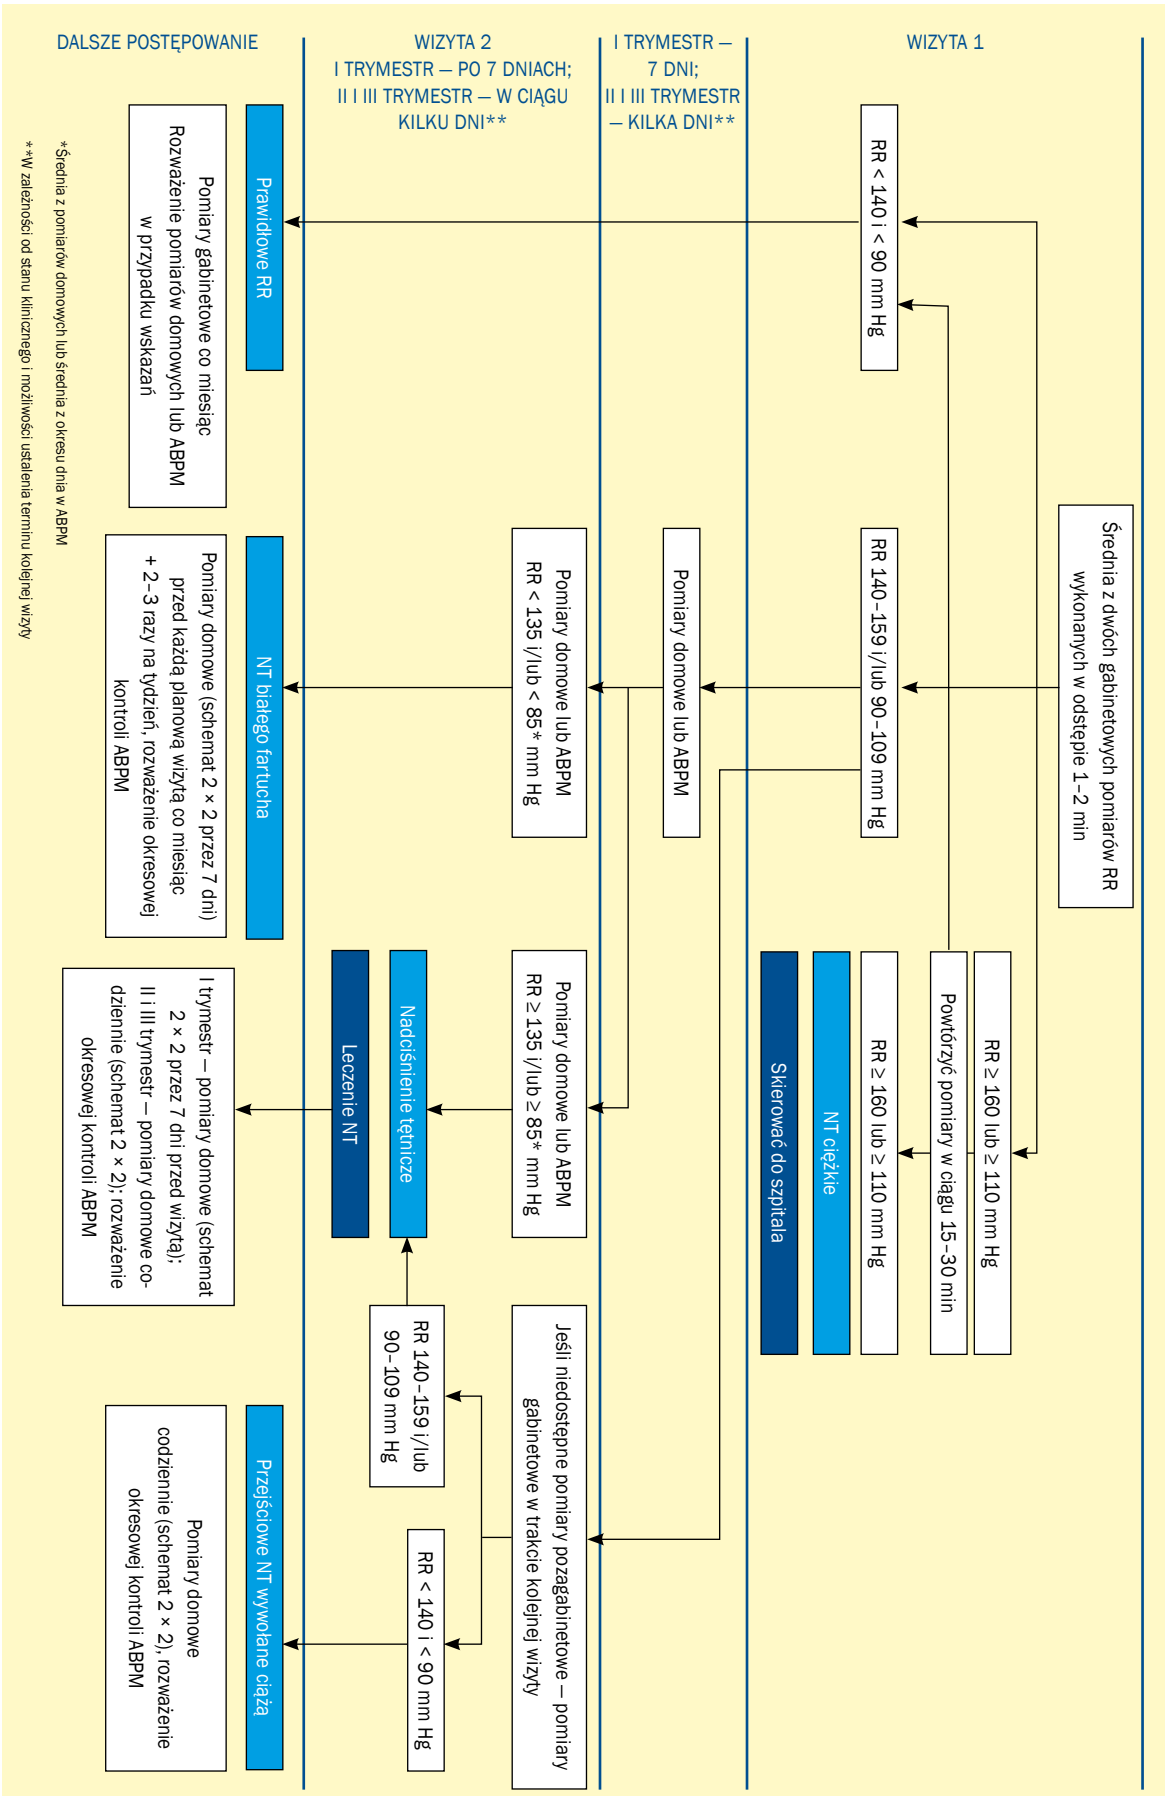 WIZYTA 1
Średnia z dwóch gabinetowych pomiarów RR
wykonanych w odstępie 1–2 min
RR < 140 i < 90 mm Hg
RR 140–159 i/lub 90–109 mm Hg
RR ≥ 160 lub ≥ 110 mm Hg
Powtórzyć pomiary w ciągu 15–30 min
RR ≥ 160 lub ≥ 110 mm Hg
NT ciężkie
Skierować do szpitala
I TRYMESTR —
7 DNI;
II I III TRYMESTR
— KILKA DNI**
Pomiary domowe lub ABPM
WIZYTA 2
I TRYMESTR — PO 7 DNIACH;
II I III TRYMESTR — W CIĄGU
KILKU DNI**
Pomiary domowe lub ABPM
RR < 135 i/lub < 85* mm Hg
Pomiary domowe lub ABPM
RR ≥ 135 i/lub ≥ 85* mm Hg
Jeśli niedostępne pomiary pozagabinetowe — pomiary
gabinetowe w trakcie kolejnej wizyty
Nadciśnienie tętnicze
Leczenie NT
RR 140–159 i/lub
90–109 mm Hg
RR < 140 i < 90 mm Hg
DALSZE POSTĘPOWANIE
Prawidłowe RR
Pomiary gabinetowe co miesiąc
Rozważenie pomiarów domowych lub ABPM
w przypadku wskazań
NT białego fartucha
Pomiary domowe (schemat 2 × 2 przez 7 dni)
przed każdą planową wizytą co miesiąc
+ 2–3 razy na tydzień, rozważenie okresowej
kontroli ABPM
I trymestr — pomiary domowe (schemat
2 × 2 przez 7 dni przed wizytą);
II i III trymestr — pomiary domowe co-
dziennie (schemat 2 × 2); rozważenie
okresowej kontroli ABPM
Przejściowe NT wywołane ciążą
Pomiary domowe
codziennie (schemat 2 × 2), rozważenie
okresowej kontroli ABPM
*Średnia z pomiarów domowych lub średnia z okresu dnia w ABPM
**W zależności od stanu klinicznego i możliwości ustalenia terminu kolejnej wizyty